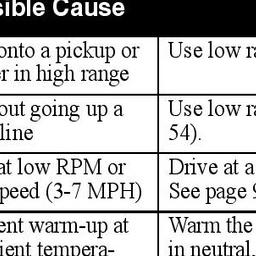 sible Cause
onto a pickup or
r in high range
Use low ra
out going up a
line
Use low ra
54).
at low RPM or
peed (3-7 MPH)
Drive at a
See page 9
ent warm-up at
ient tempera-
Warm the
in neutral,